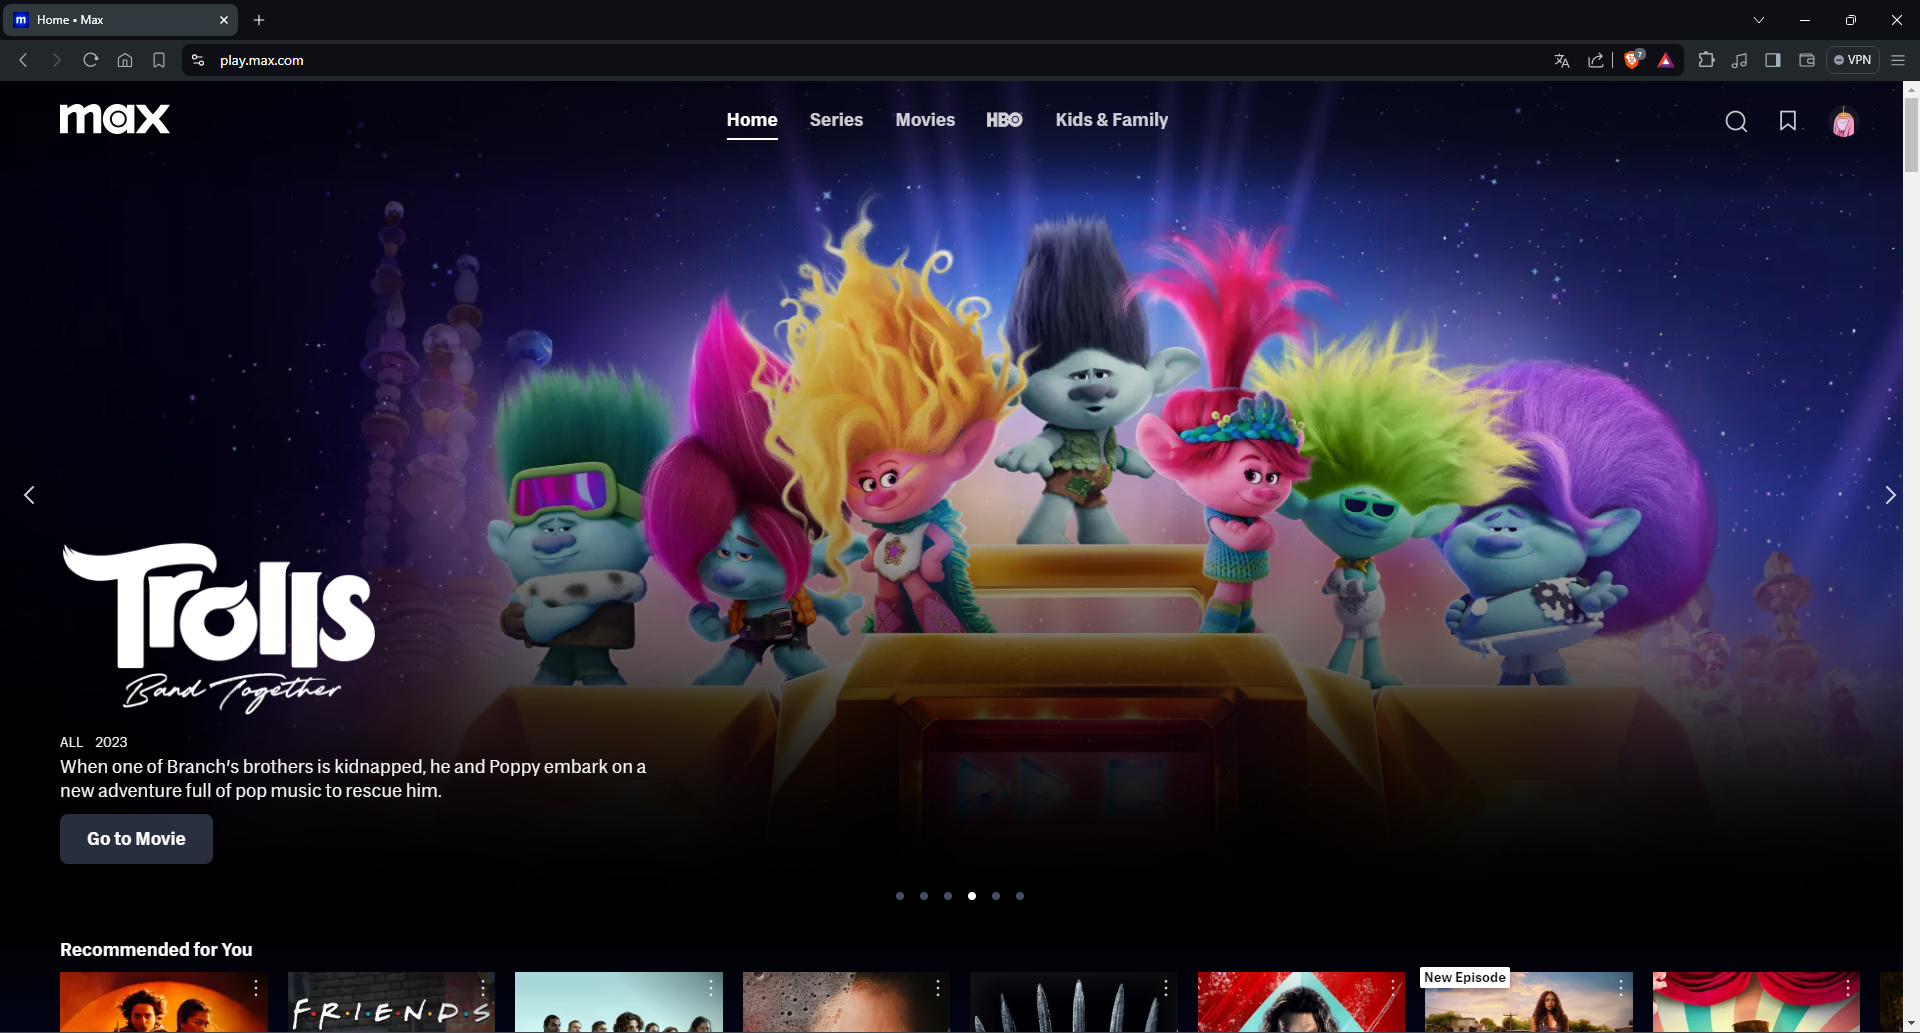 Home • Max
play.max.com
7
VPN
max
Home
Series
Movies
HBO
Kids & Family
Trolls
Band Together
ALL 2023
When one of Branch's brothers is kidnapped, he and Poppy embark on a
new adventure full of pop music to rescue him.
Go to Movie
Recommended for You
New Episode
F·R·I·E·N·D·S